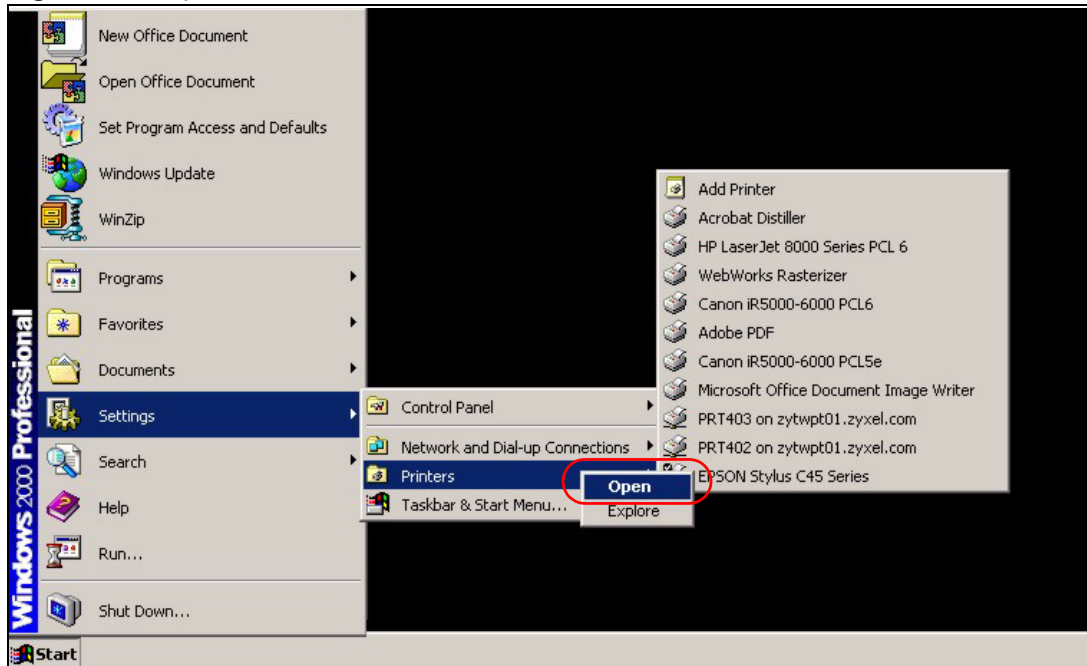 New Office Document
Open Office Document
Set Program Access and Defaults
Windows Update
WinZip
Programs
Favorites
Documents
Settings
Search
Help
Run...
Shut Down...
Windows 2000 Professional
Start
Control Panel
Network and Dial-up Connections
Printers
Taskbar & Start Menu...
Open
Explore
Add Printer
Acrobat Distiller
HP LaserJet 8000 Series PCL 6
WebWorks Rasterizer
Canon iR5000-6000 PCL6
Adobe PDF
Canon iR5000-6000 PCL5e
Microsoft Office Document Image Writer
PRT403 on zytwpt01.zyxel.com
PRT402 on zytwpt01.zyxel.com
EPSON Stylus C45 Series